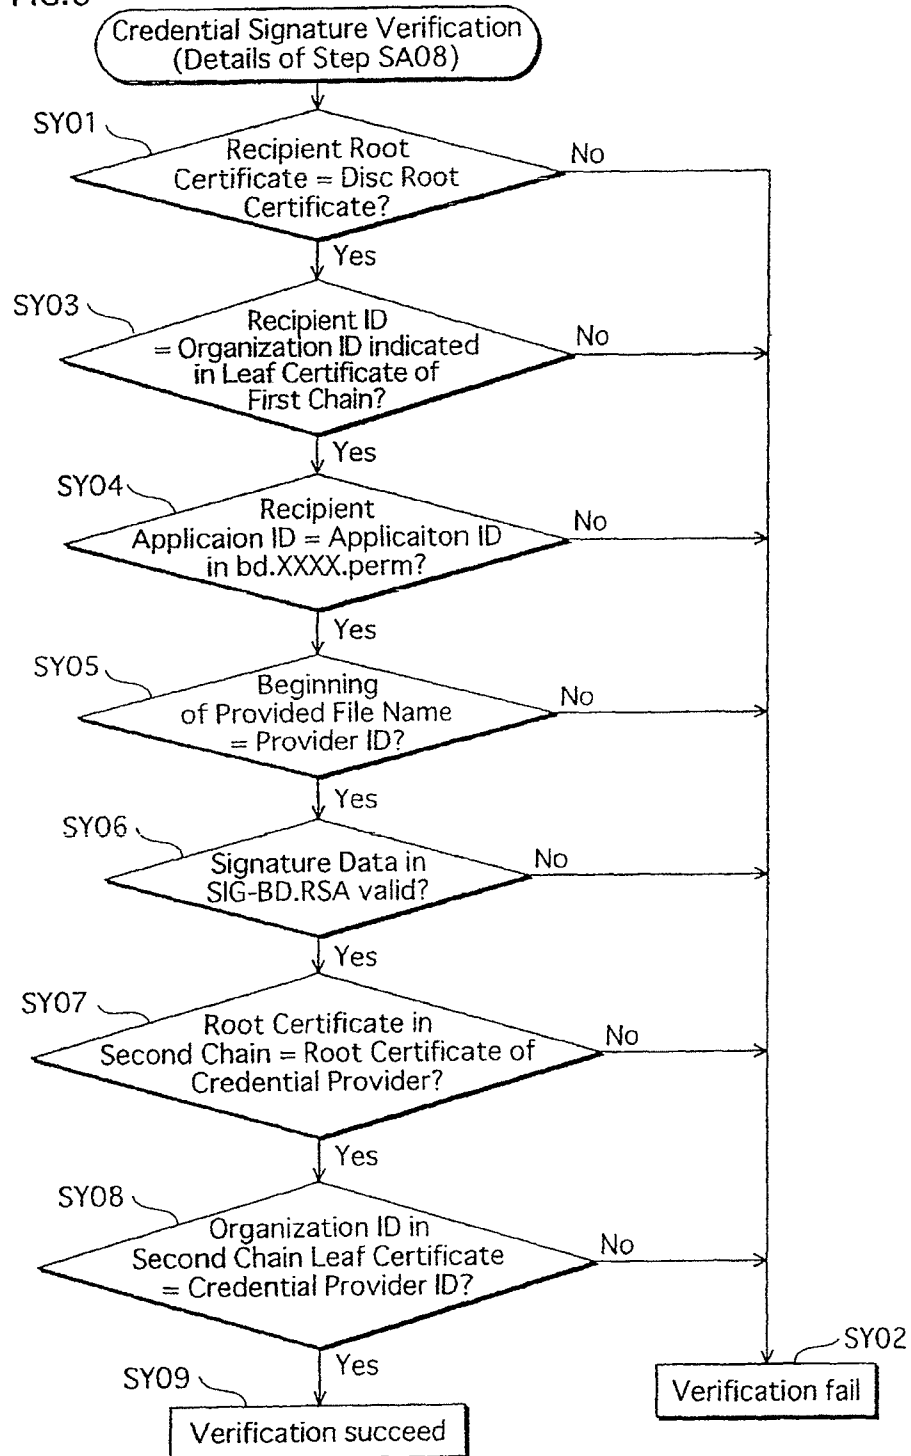 Credential Signature Verification
(Details of Step SA08)
SY01
Recipient Root
Certificate = Disc Root
Certificate?
No
Yes
SY03
Recipient ID
= Organization ID indicated
in Leaf Certificate of
First Chain?
No
Yes
SY04
Recipient
Applicaion ID = Applicaiton ID
in bd.XXXX.perm?
No
Yes
SY05
Beginning
of Provided File Name
= Provider ID?
No
Yes
SY06
Signature Data in
SIG-BD.RSA valid?
No
Yes
SY07
Root Certificate in
Second Chain = Root Certificate of
Credential Provider?
No
Yes
SY08
Organization ID in
Second Chain Leaf Certificate
= Credential Provider ID?
No
Yes
SY02
Verification fail
SY09
Verification succeed